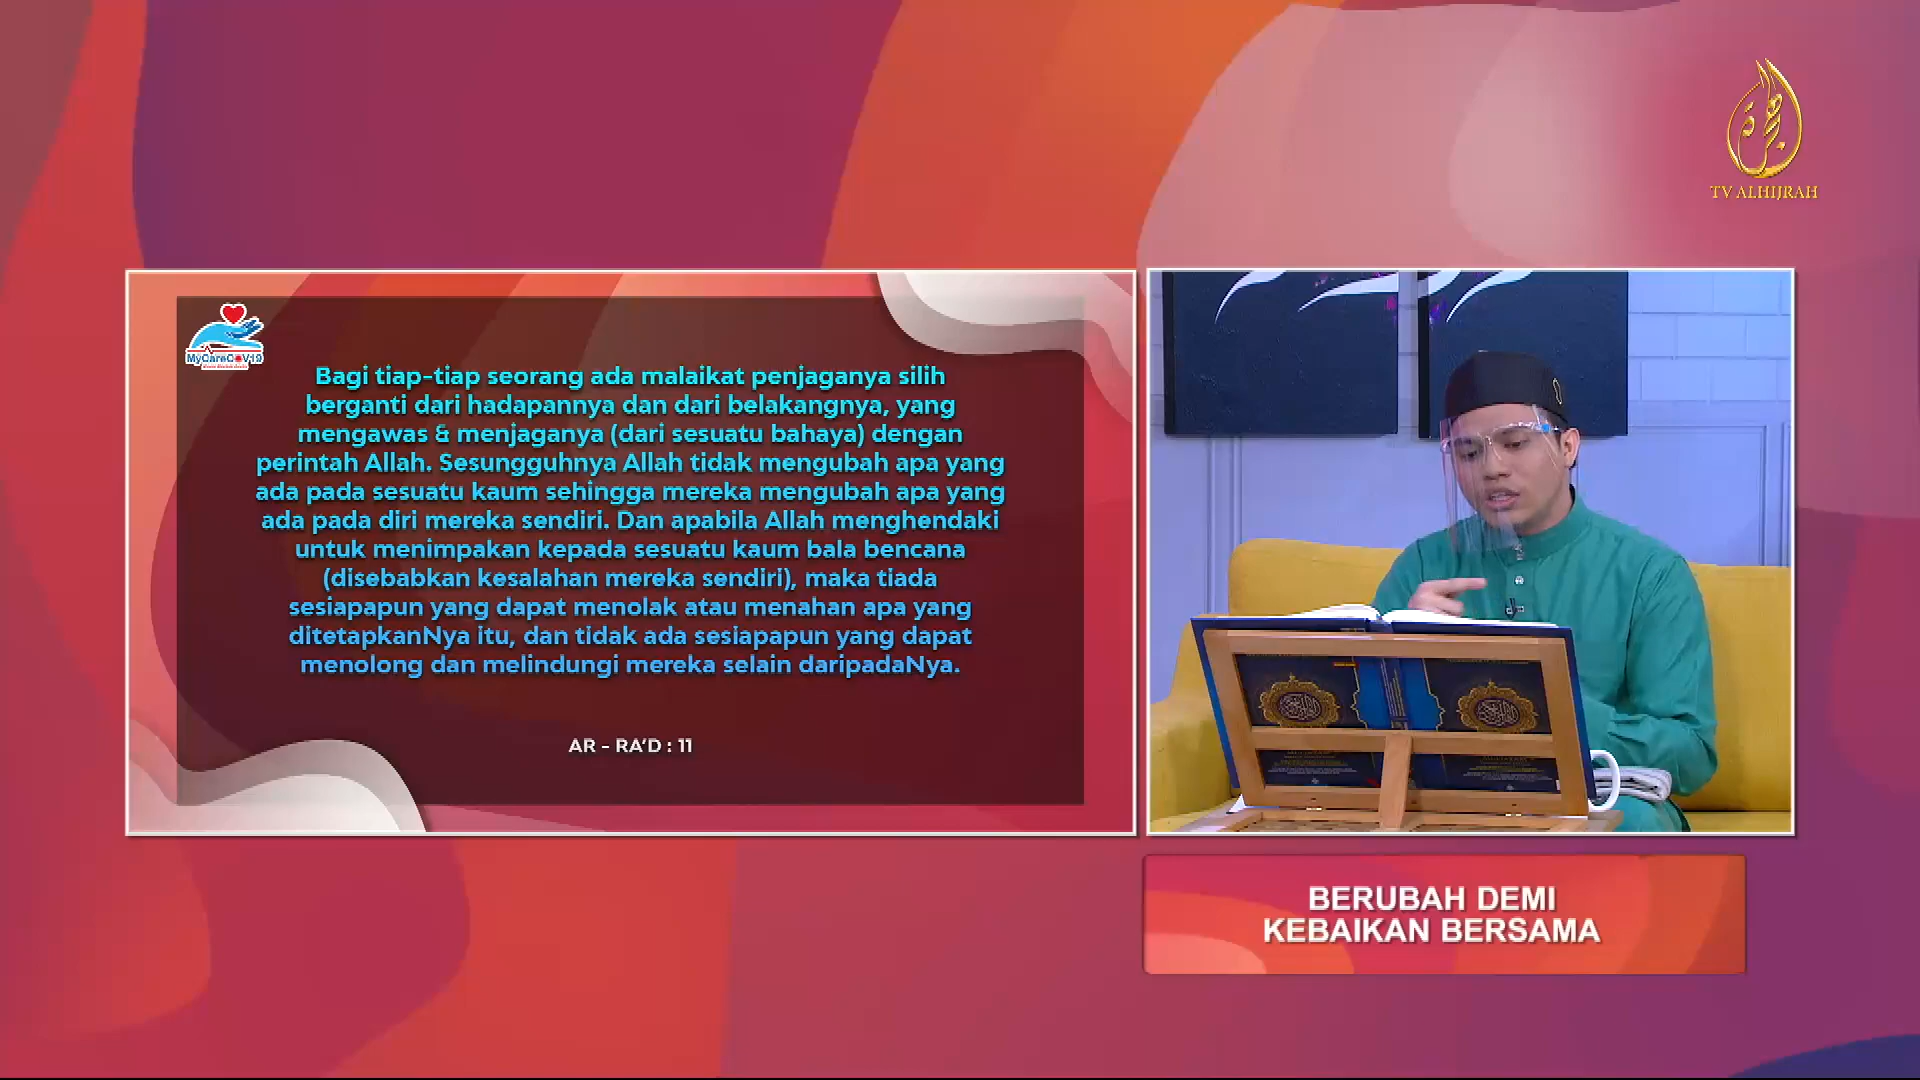 TV ALHIJRAH
MyCareCOV19
Bagi tiap-tiap seorang ada malaikat penjaganya silih
berganti dari hadapannya dan dari belakangnya, yang
mengawas & menjaganya (dari sesuatu bahaya) dengan
perintah Allah. Sesungguhnya Allah tidak mengubah apa yang
ada pada sesuatu kaum sehingga mereka mengubah apa yang
ada pada diri mereka sendiri. Dan apabila Allah menghendaki
untuk menimpakan kepada sesuatu kaum bala bencana
(disebabkan kesalahan mereka sendiri), maka tiada
sesiapapun yang dapat menolak atau menahan apa yang
ditetapkanNya itu, dan tidak ada sesiapapun yang dapat
menolong dan melindungi mereka selain daripadaNya.
AR - RA'D : 11
BERUBAH DEMI
KEBAIKAN BERSAMA